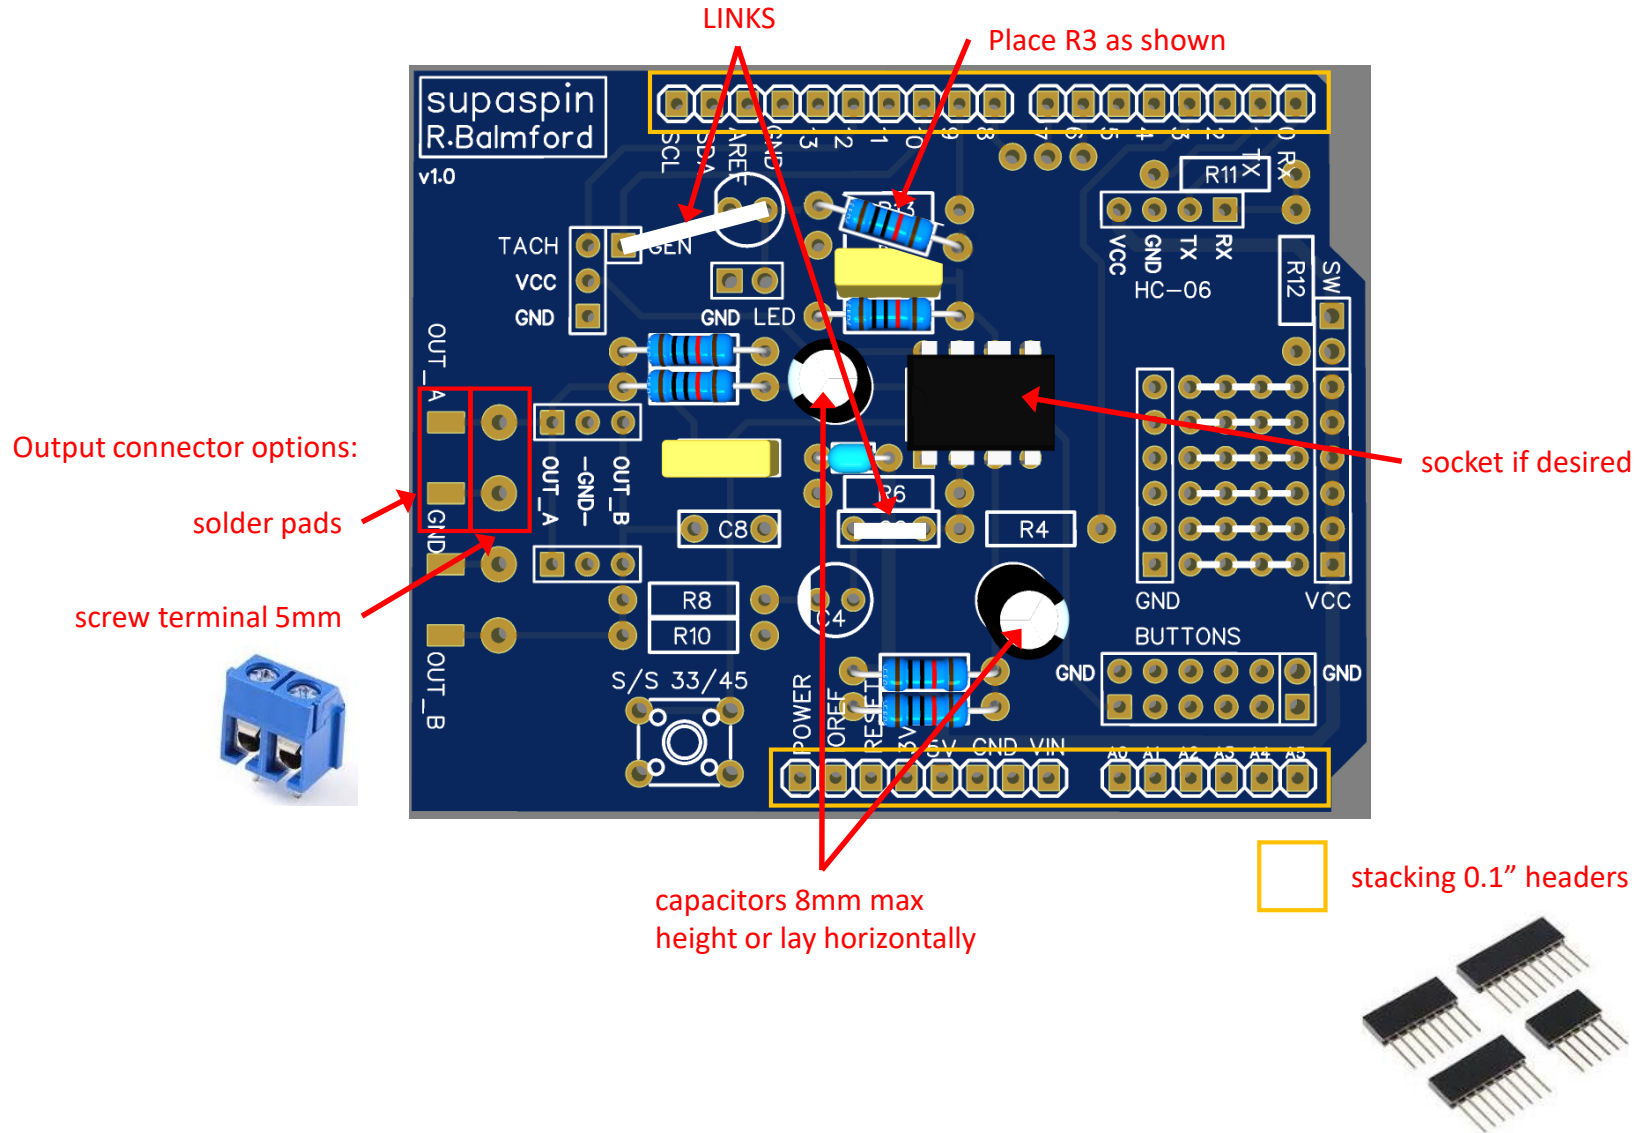 LINKS
Place R3 as shown
supaspin
R.Balmford
v1.0
SCL
SDA
AREF
GND
13
12
11
10
9
8
7
6
5
4
3
2
1
0
TX
RX
R11
VCC
GND
TX
RX
HC-06
R12
SW
TACH
VCC
GND
GEN
GND LED
OUT_A
GND
OUT_B
OUT_A
-GND-
OUT_B
Output connector options:
solder pads
screw terminal 5mm
socket if desired
R6
C8
R4
C4
R8
R10
S/S 33/45
GND
VCC
BUTTONS
GND
GND
POWER
RESET
3V
5V
GND
VIN
A0
A1
A2
A3
A4
A5
capacitors 8mm max
height or lay horizontally
stacking 0.1” headers